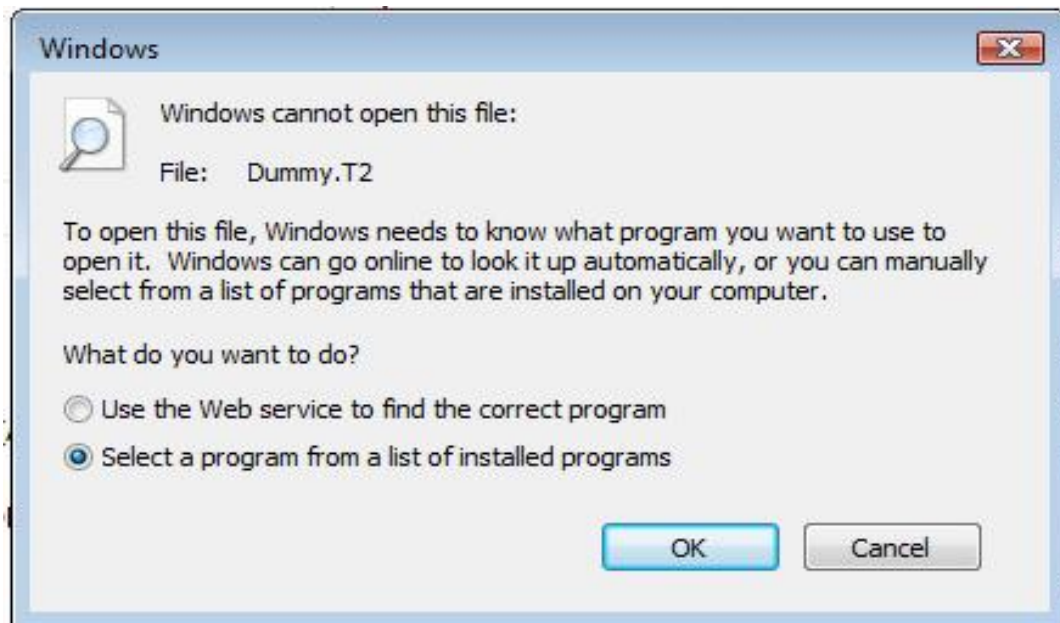 Windows
Windows cannot open this file:
File: Dummy.T2
To open this file, Windows needs to know what program you want to use to
open it. Windows can go online to look it up automatically, or you can manually
select from a list of programs that are installed on your computer.
What do you want to do?
Use the Web service to find the correct program
Select a program from a list of installed programs
OK Cancel